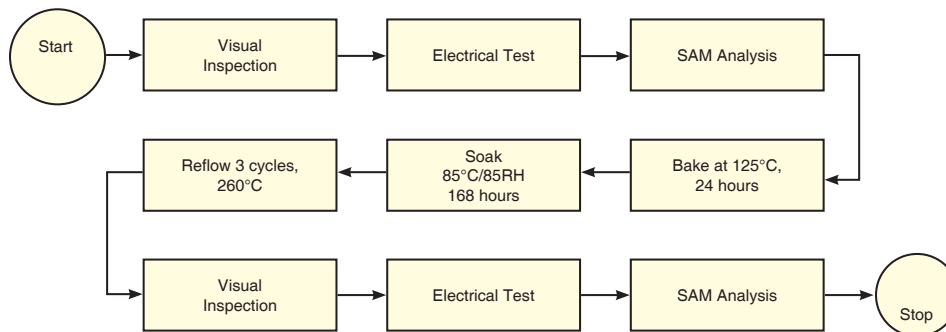 Start
Visual
Inspection
Electrical Test
SAM Analysis
Bake at 125°C,
24 hours
Soak
85°C/85RH
168 hours
Reflow 3 cycles,
260°C
Visual
Inspection
Electrical Test
SAM Analysis
Stop